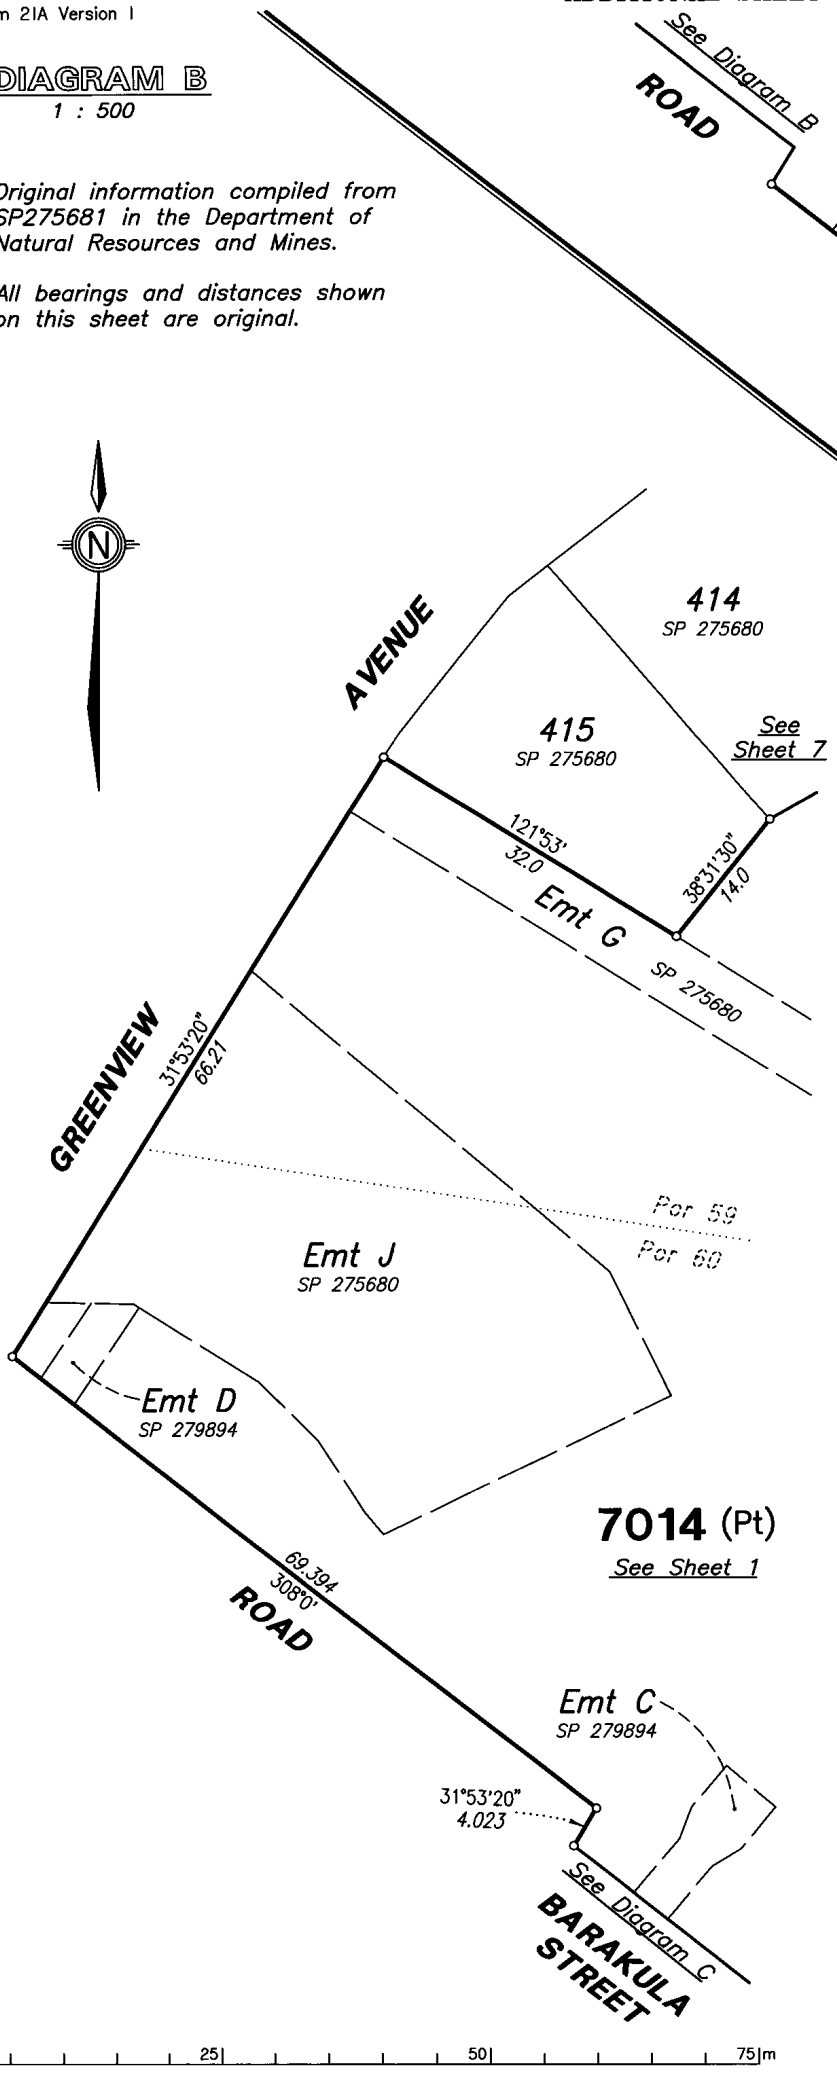 m 21A Version 1
DIAGRAM B
1 : 500
Original information compiled from
SP275681 in the Department of
Natural Resources and Mines.
All bearings and distances shown
on this sheet are original.
See Diagram B
ROAD
N
AVENUE
414
SP 275680
415
SP 275680
See
Sheet 7
121°53'
32.0
38°31'30"
14.0
Emt G
SP 275680
GREENVIEW
31°53'20"
66.21
Por 59
Por 60
Emt J
SP 275680
Emt D
SP 279894
7014 (Pt)
See Sheet 1
69.394
308°0'
ROAD
Emt C
SP 279894
31°53'20"
4.023
See Diagram C
BARAKULA
STREET
25
50
75 m